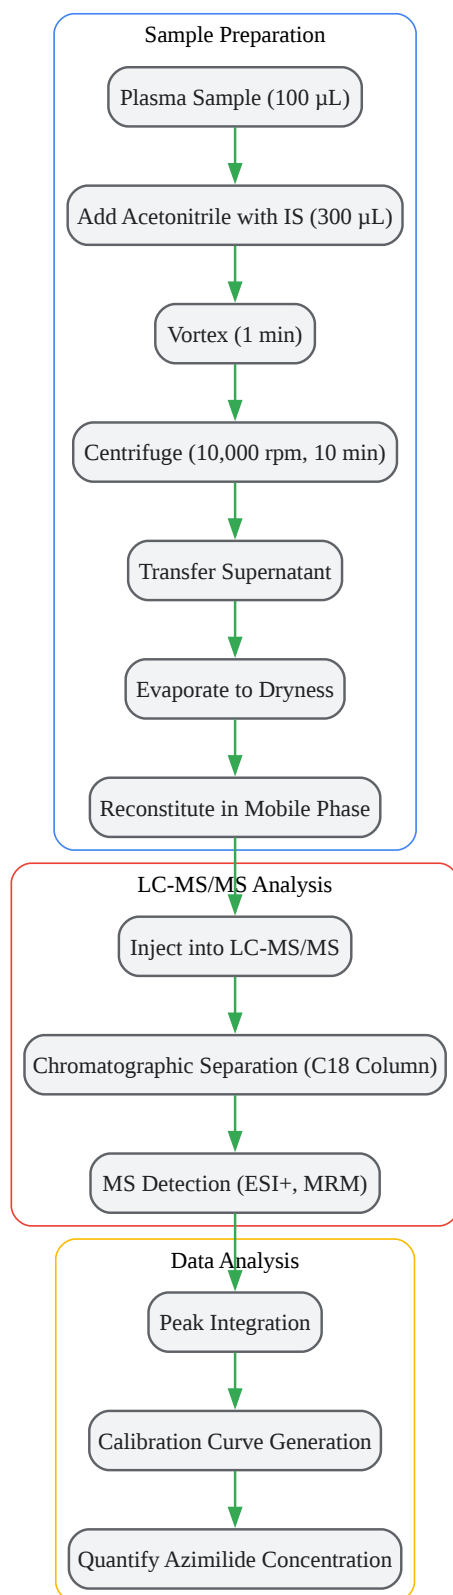 Sample Preparation
Plasma Sample (100 µL)
Add Acetonitrile with IS (300 µL)
Vortex (1 min)
Centrifuge (10,000 rpm, 10 min)
Transfer Supernatant
Evaporate to Dryness
Reconstitute in Mobile Phase
LC-MS/MS Analysis
Inject into LC-MS/MS
Chromatographic Separation (C18 Column)
MS Detection (ESI+, MRM)
Data Analysis
Peak Integration
Calibration Curve Generation
Quantify Azimilide Concentration